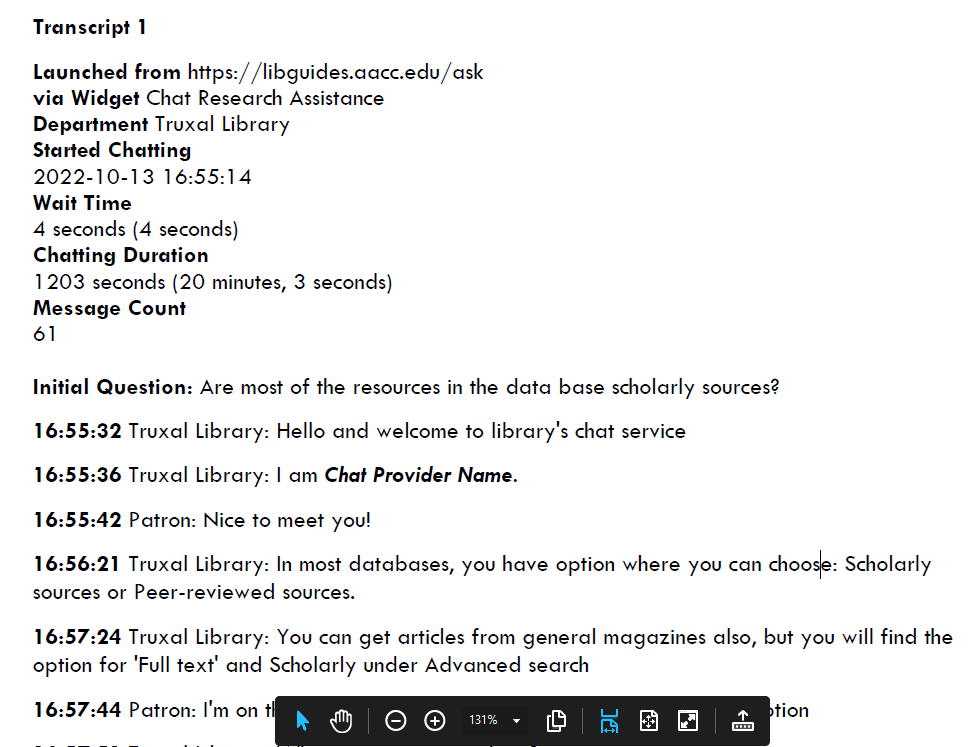 Transcript 1
Launched from https://libguides.aacc.edu/ask
via Widget Chat Research Assistance
Department Truxal Library
Started Chatting
2022-10-13 16:55:14
Wait Time
4 seconds (4 seconds)
Chatting Duration
1203 seconds (20 minutes, 3 seconds)
Message Count
61
Initial Question: Are most of the resources in the data base scholarly sources?
16:55:32 Truxal Library: Hello and welcome to library's chat service
16:55:36 Truxal Library: I am Chat Provider Name.
16:55:42 Patron: Nice to meet you!
16:56:21 Truxal Library: In most databases, you have option where you can choose: Scholarly
sources or Peer-reviewed sources.
16:57:24 Truxal Library: You can get articles from general magazines also, but you will find the
option for 'Full text' and Scholarly under Advanced search
16:57:44 Patron: I'm on
131%